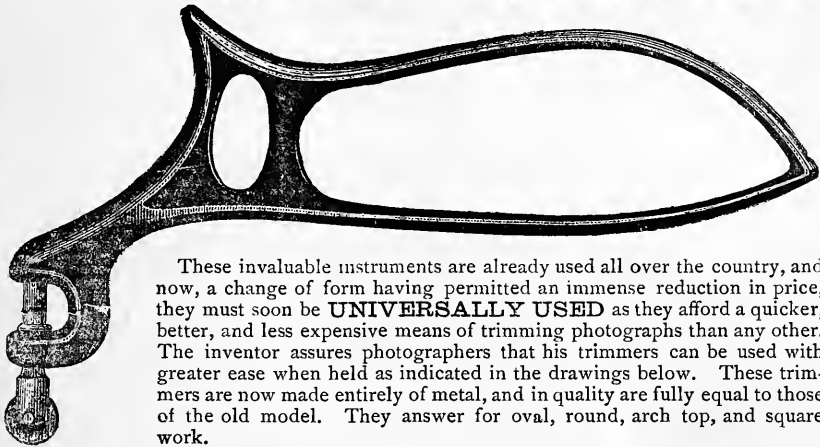 These invaluable instruments are already used all over the country, and
now, a change of form having permitted an immense reduction in price,
they must soon be UNIVERSALLY USED as they afford a quicker,
better, and less expensive means of trimming photographs than any other.
The inventor assures photographers that his trimmers can be used with
greater ease when held as indicated in the drawings below. These trim-
mers are now made entirely of metal, and in quality are fully equal to those
of the old model. They answer for oval, round, arch top, and square
work.